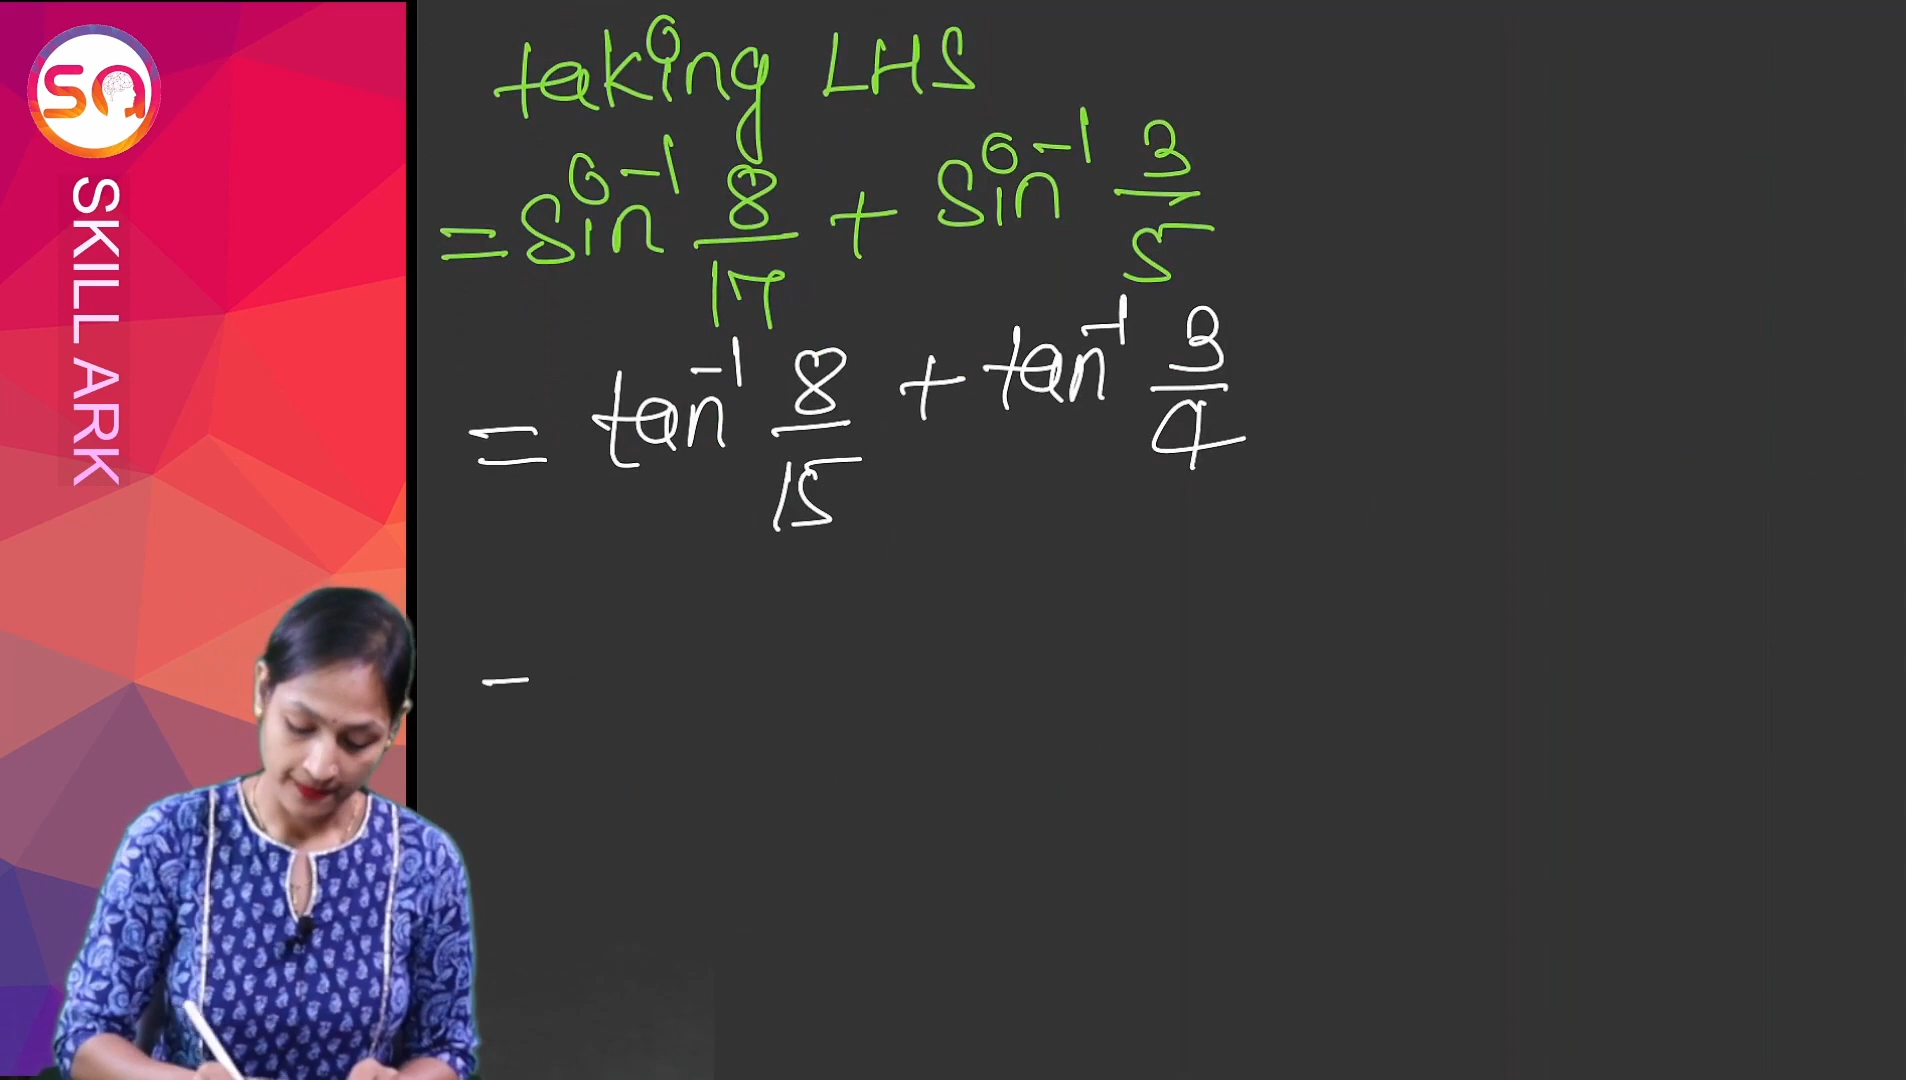 SQ
SKILL ARK
taking LHS
= sin⁻¹ 8/17 + sin⁻¹ 3/5
= tan⁻¹ 8/15 + tan⁻¹ 3/4
–